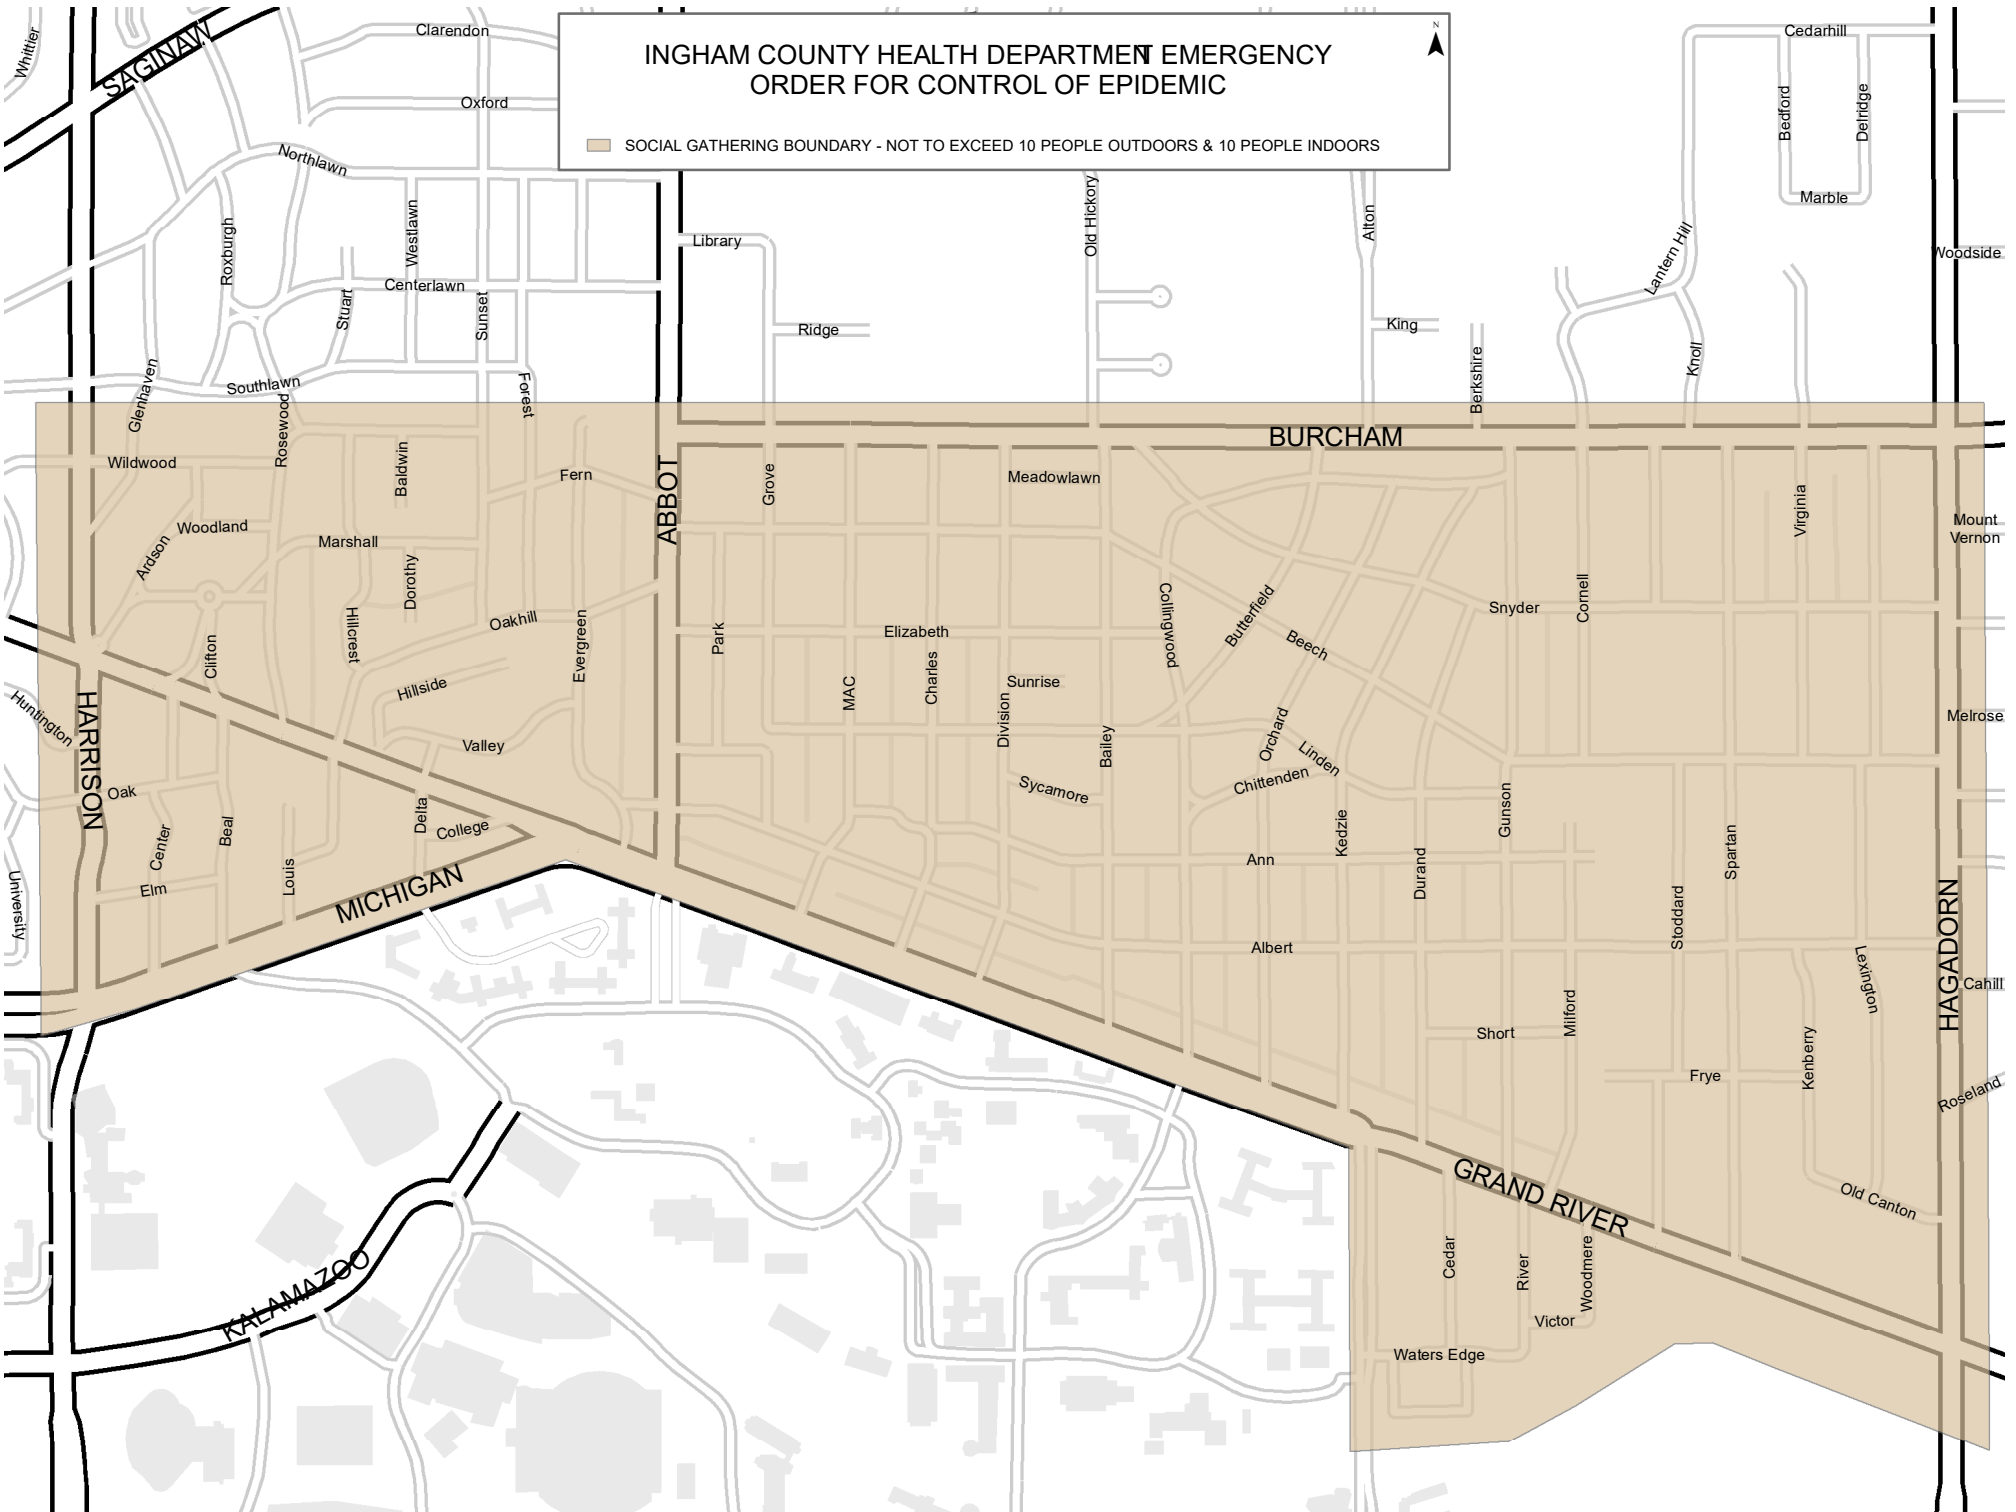 INGHAM COUNTY HEALTH DEPARTMENT EMERGENCY
ORDER FOR CONTROL OF EPIDEMIC
N
SOCIAL GATHERING BOUNDARY - NOT TO EXCEED 10 PEOPLE OUTDOORS & 10 PEOPLE INDOORS
Whittier
SAGINAW
Clarendon
Oxford
Northlawn
Cedarhill
Bedford
Delridge
Marble
Roxburgh
Westlawn
Library
Old Hickory
Alton
Lantern Hill
Woodside
Centerlawn
Stuart
Sunset
Ridge
King
Berkshire
Knoll
Glenhaven
Southlawn
Rosewood
Forest
BURCHAM
Wildwood
Baldwin
Fern
ABBOT
Grove
Meadowlawn
Virginia
Mount
Vernon
Woodland
Ardson
Marshall
Dorothy
Hillcrest
Oakhill
Evergreen
Clifton
Park
Elizabeth
Charles
Collingwood
Butterfield
Beech
Snyder
Cornell
Hillside
MAC
Sunrise
Division
Huntington
HARRISON
Valley
Bailey
Orchard
Linden
Melrose
Oak
Sycamore
Chittenden
Center
Beal
Delta
College
Kedzie
Gunson
Elm
Louis
MICHIGAN
Ann
Durand
Spartan
University
Albert
Stoddard
HAGADORN
Lexington
Cahill
Short
Milford
Frye
Kenberry
Roseland
GRAND RIVER
Old Canton
Cedar
River
Woodmere
KALAMAZOO
Victor
Waters Edge